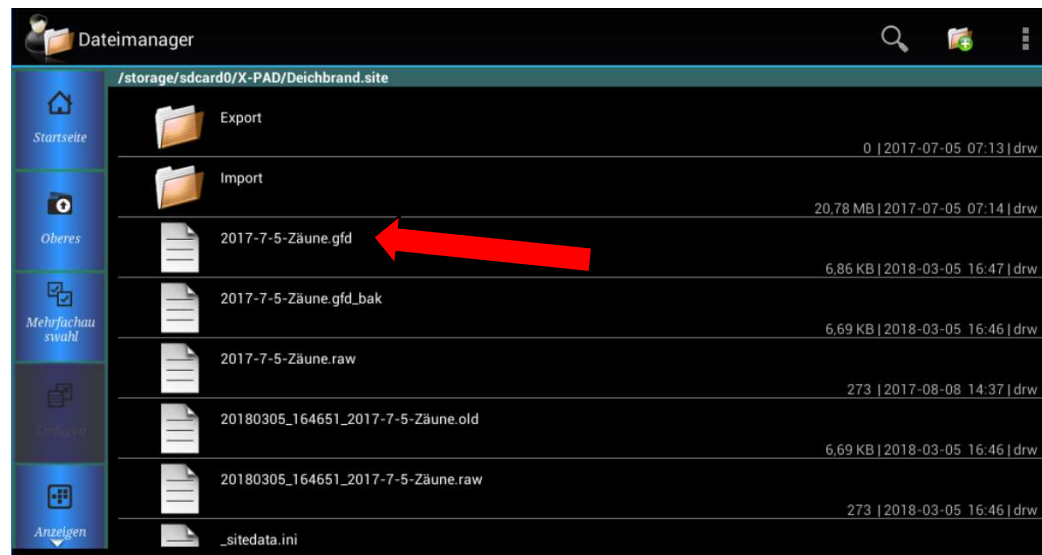 Dateimanager
/storage/sdcard0/X-PAD/Deichbrand.site
Startseite
Oberes
Mehrfachau
swahl
Einfügen
Anzeigen
Export
0 | 2017-07-05 07:13 | drw
Import
20,78 MB | 2017-07-05 07:14 | drw
2017-7-5-Zäune.gfd
6,86 KB | 2018-03-05 16:47 | drw
2017-7-5-Zäune.gfd_bak
6,69 KB | 2018-03-05 16:46 | drw
2017-7-5-Zäune.raw
273 | 2017-08-08 14:37 | drw
20180305_164651_2017-7-5-Zäune.old
6,69 KB | 2018-03-05 16:46 | drw
20180305_164651_2017-7-5-Zäune.raw
273 | 2018-03-05 16:46 | drw
_sitedata.ini